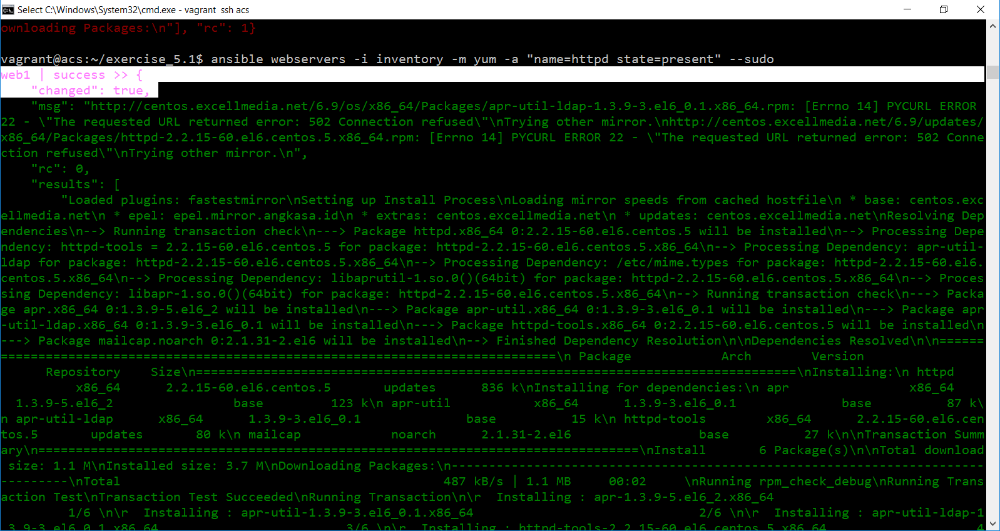 Select C:\Windows\System32\cmd.exe - vagrant  ssh acs
ownloading Packages:\n"], "rc": 1}
vagrant@acs:~/exercise_5.1$ ansible webservers -i inventory -m yum -a "name=httpd state=present" --sudo
web1 | success >> {
    "changed": true,
    "msg": "http://centos.excellmedia.net/6.9/os/x86_64/Packages/apr-util-ldap-1.3.9-3.el6_0.1.x86_64.rpm: [Errno 14] PYCURL ERROR
22 - \"The requested URL returned error: 502 Connection refused\"\nTrying other mirror.\nhttp://centos.excellmedia.net/6.9/updates/
x86_64/Packages/httpd-2.2.15-60.el6.centos.5.x86_64.rpm: [Errno 14] PYCURL ERROR 22 - \"The requested URL returned error: 502 Conne
ction refused\"\nTrying other mirror.\n",
    "rc": 0,
    "results": [
        "Loaded plugins: fastestmirror\nSetting up Install Process\nLoading mirror speeds from cached hostfile\n * base: centos.exc
ellmedia.net\n * epel: epel.mirror.angkasa.id\n * extras: centos.excellmedia.net\n * updates: centos.excellmedia.net\nResolving Dep
endencies\n--> Running transaction check\n---> Package httpd.x86_64 0:2.2.15-60.el6.centos.5 will be installed\n--> Processing Depe
ndency: httpd-tools = 2.2.15-60.el6.centos.5 for package: httpd-2.2.15-60.el6.centos.5.x86_64\n--> Processing Dependency: apr-util-
ldap for package: httpd-2.2.15-60.el6.centos.5.x86_64\n--> Processing Dependency: /etc/mime.types for package: httpd-2.2.15-60.el6.
centos.5.x86_64\n--> Processing Dependency: libaprutil-1.so.0()(64bit) for package: httpd-2.2.15-60.el6.centos.5.x86_64\n--> Proces
sing Dependency: libapr-1.so.0()(64bit) for package: httpd-2.2.15-60.el6.centos.5.x86_64\n--> Running transaction check\n---> Packa
ge apr.x86_64 0:1.3.9-5.el6_2 will be installed\n---> Package apr-util.x86_64 0:1.3.9-3.el6_0.1 will be installed\n---> Package apr
-util-ldap.x86_64 0:1.3.9-3.el6_0.1 will be installed\n---> Package httpd-tools.x86_64 0:2.2.15-60.el6.centos.5 will be installed\n
---> Package mailcap.noarch 0:2.1.31-2.el6 will be installed\n--> Finished Dependency Resolution\n\nDependencies Resolved\n\n======
==========================================================================\n Package            Arch        Version
      Repository    Size\n================================================================================\nInstalling:\n httpd
          x86_64      2.2.15-60.el6.centos.5       updates      836 k\nInstalling for dependencies:\n apr                x86_64
  1.3.9-5.el6_2                base         123 k\n apr-util           x86_64      1.3.9-3.el6_0.1              base          87 k\
n apr-util-ldap      x86_64      1.3.9-3.el6_0.1              base          15 k\n httpd-tools        x86_64      2.2.15-60.el6.cen
tos.5       updates       80 k\n mailcap            noarch      2.1.31-2.el6                 base          27 k\n\nTransaction Summ
ary\n================================================================================\nInstall       6 Package(s)\n\nTotal download
 size: 1.1 M\nInstalled size: 3.7 M\nDownloading Packages:\n-----------------------------------------------------------------------
---------\nTotal                                           487 kB/s | 1.1 MB     00:02     \nRunning rpm_check_debug\nRunning Trans
action Test\nTransaction Test Succeeded\nRunning Transaction\n\r  Installing : apr-1.3.9-5.el6_2.x86_64
         1/6 \n\r  Installing : apr-util-1.3.9-3.el6_0.1.x86_64                              2/6 \n\r  Installing : apr-util-ldap-1
.3.9-3.el6_0.1.x86_64                         3/6 \n\r  Installing : httpd-tools-2.2.15-60.el6.centos.5.x86_64                    4